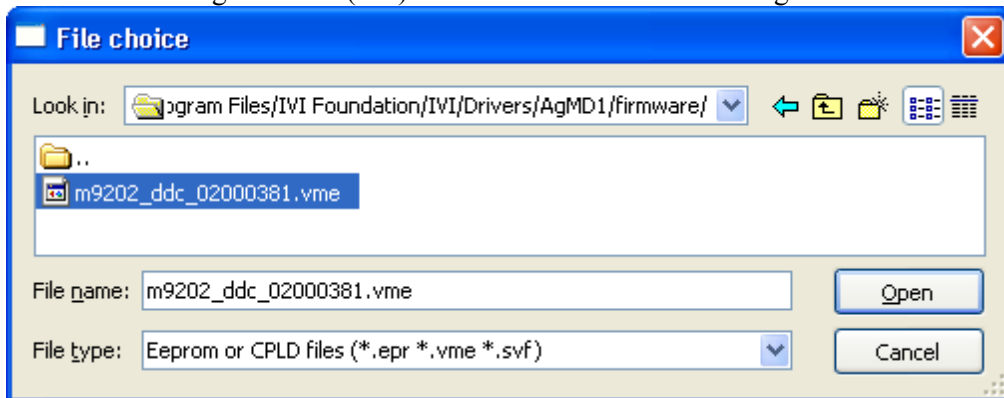 File choice
Look in: ogram Files/IVI Foundation/IVI/Drivers/AgMD1/firmware/
..
m9202_ddc_02000381.vme
File name: m9202_ddc_02000381.vme Open
File type: Eeprom or CPLD files (*.epr *.vme *.svf) Cancel